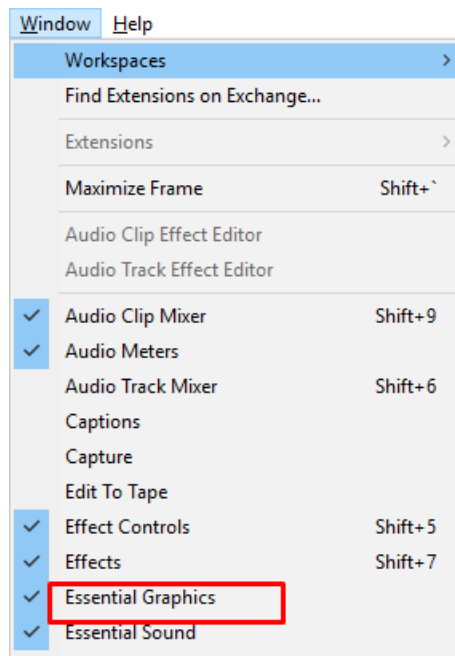 Window Help
Workspaces
Find Extensions on Exchange...
Extensions
Maximize Frame Shift+`
Audio Clip Effect Editor
Audio Track Effect Editor
Audio Clip Mixer Shift+9
Audio Meters
Audio Track Mixer Shift+6
Captions
Capture
Edit To Tape
Effect Controls Shift+5
Effects Shift+7
Essential Graphics
Essential Sound